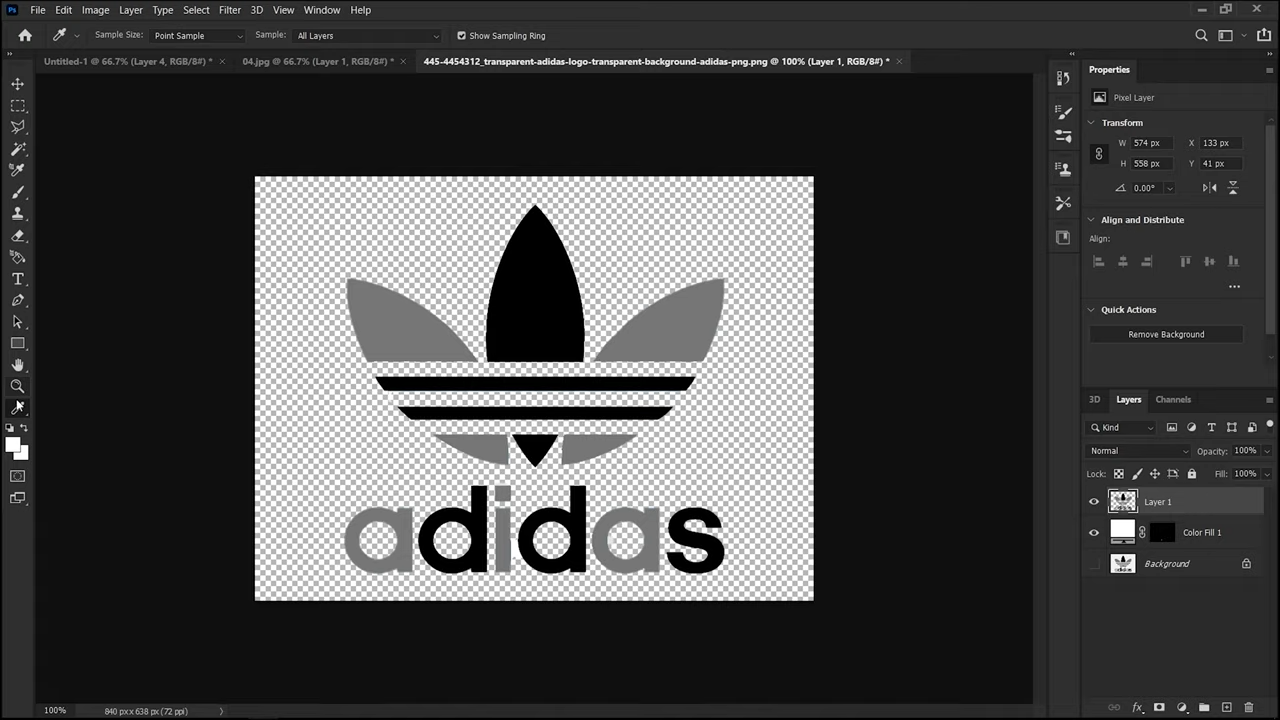 Ps File Edit Image Layer Type Select Filter 3D View Window Help
Sample Size: Point Sample Sample: All Layers Show Sampling Ring
Untitled-1 @ 66.7% (Layer 4, RGB/8#) * × 04.jpg @ 66.7% (Layer 1, RGB/8#) * × 445-4454312_transparent-adidas-logo-transparent-background-adidas-png.png @ 100% (Layer 1, RGB/8#) * ×
Properties
Pixel Layer
Transform
W 574 px X 133 px
H 558 px Y 41 px
0.00°
Align and Distribute
Align:
Quick Actions
Remove Background
3D Layers Channels
Kind
Normal Opacity: 100%
Lock: Fill: 100%
Layer 1
Color Fill 1
Background
adidas
100% 840 px x 638 px (72 ppi)